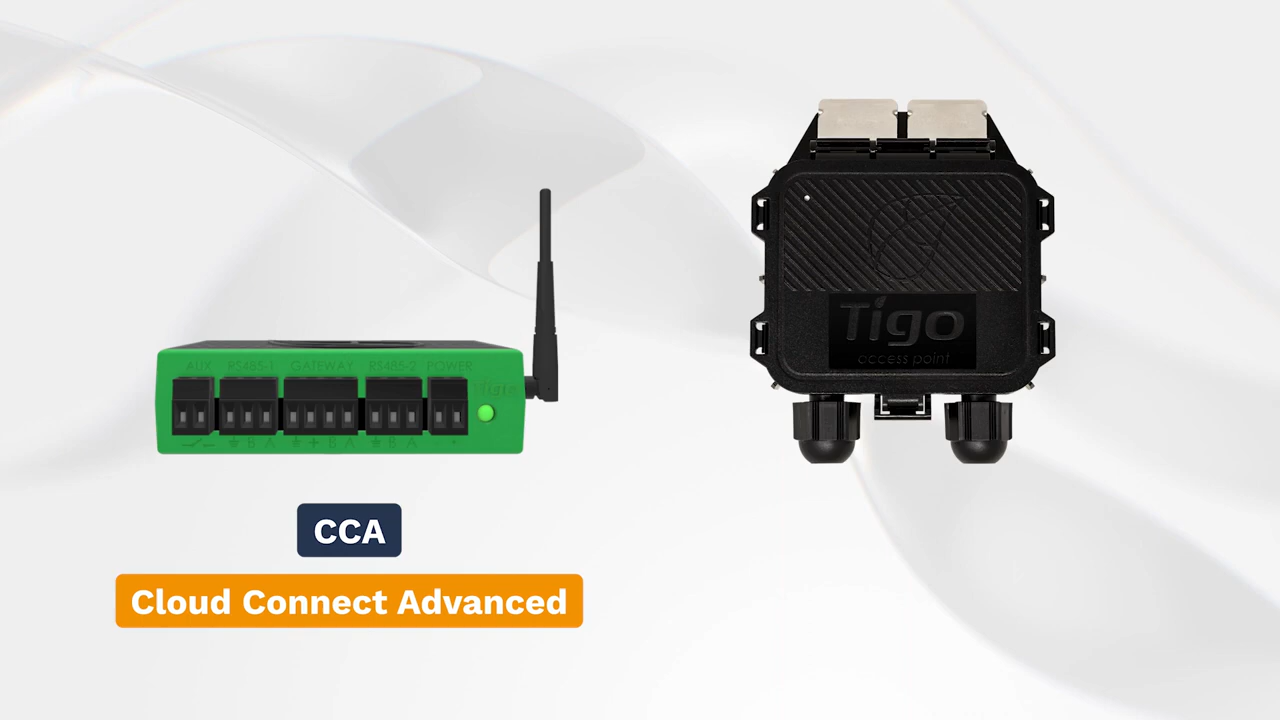 AUX RS485-1 GATEWAY RS485-2 POWER
B A + B A B A
Tigo
access point
CCA
Cloud Connect Advanced